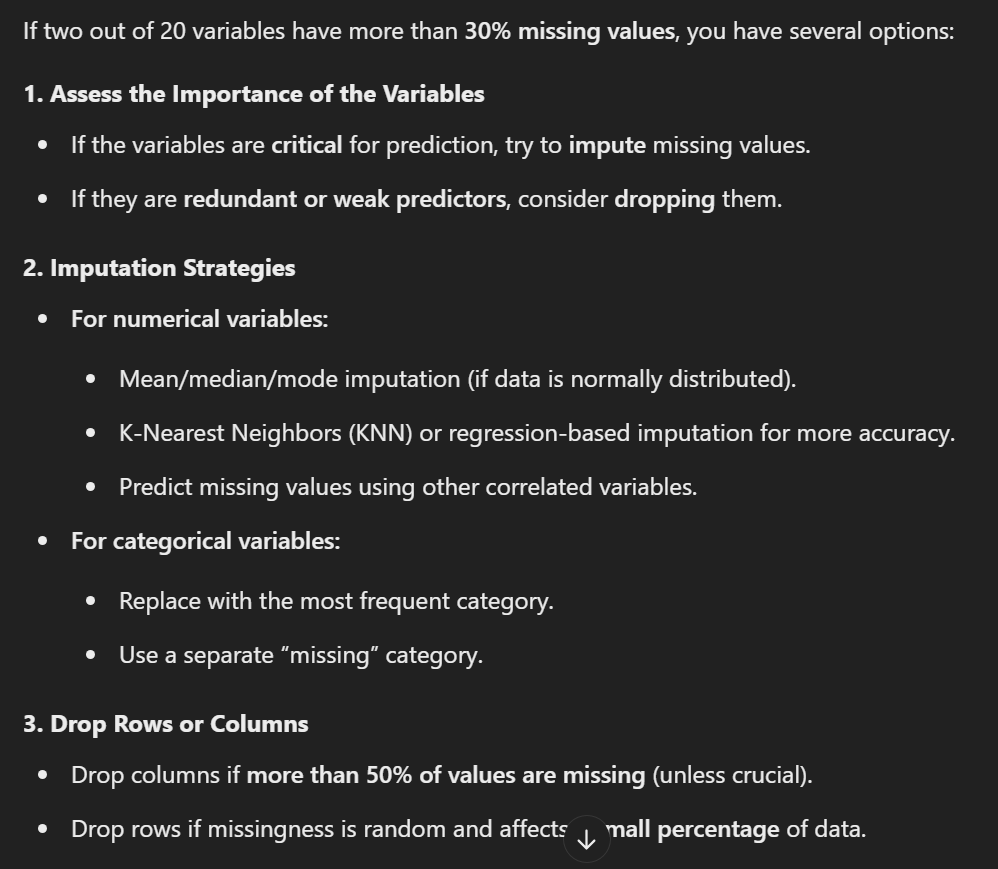 If two out of 20 variables have more than 30% missing values, you have several options:
1. Assess the Importance of the Variables
If the variables are critical for prediction, try to impute missing values.
If they are redundant or weak predictors, consider dropping them.
2. Imputation Strategies
For numerical variables:
Mean/median/mode imputation (if data is normally distributed).
K-Nearest Neighbors (KNN) or regression-based imputation for more accuracy.
Predict missing values using other correlated variables.
For categorical variables:
Replace with the most frequent category.
Use a separate “missing” category.
3. Drop Rows or Columns
Drop columns if more than 50% of values are missing (unless crucial).
Drop rows if missingness is random and affects mall percentage of data.